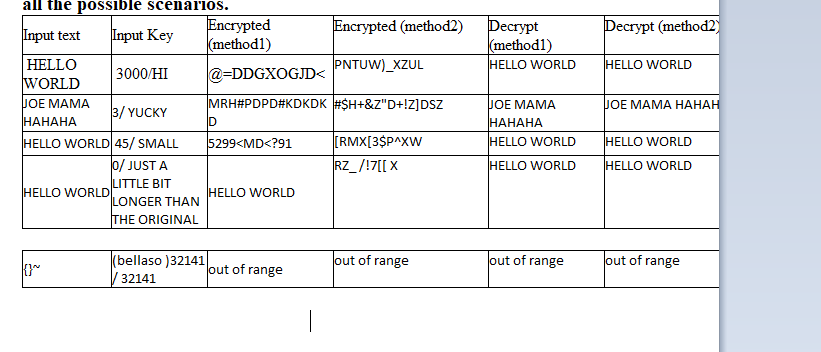 all the possible scenarios.
Input text Input Key Encrypted (method1) Encrypted (method2) Decrypt (method1) Decrypt (method2)
HELLO WORLD 3000/HI @=DDGXOGJD< PNTUW)_XZUL HELLO WORLD HELLO WORLD
JOE MAMA HAHAHA 3/ YUCKY MRH#PDPD#KDKDKD #$H+&Z"D+!Z]DSZ JOE MAMA HAHAHA JOE MAMA HAHAH
HELLO WORLD 45/ SMALL 5299<MD<?91 [RMX[3$P^XW HELLO WORLD HELLO WORLD
HELLO WORLD 0/ JUST A LITTLE BIT LONGER THAN THE ORIGINAL HELLO WORLD RZ_/!7[[ X HELLO WORLD HELLO WORLD
{}~ (bellaso )32141 / 32141 out of range out of range out of range out of range